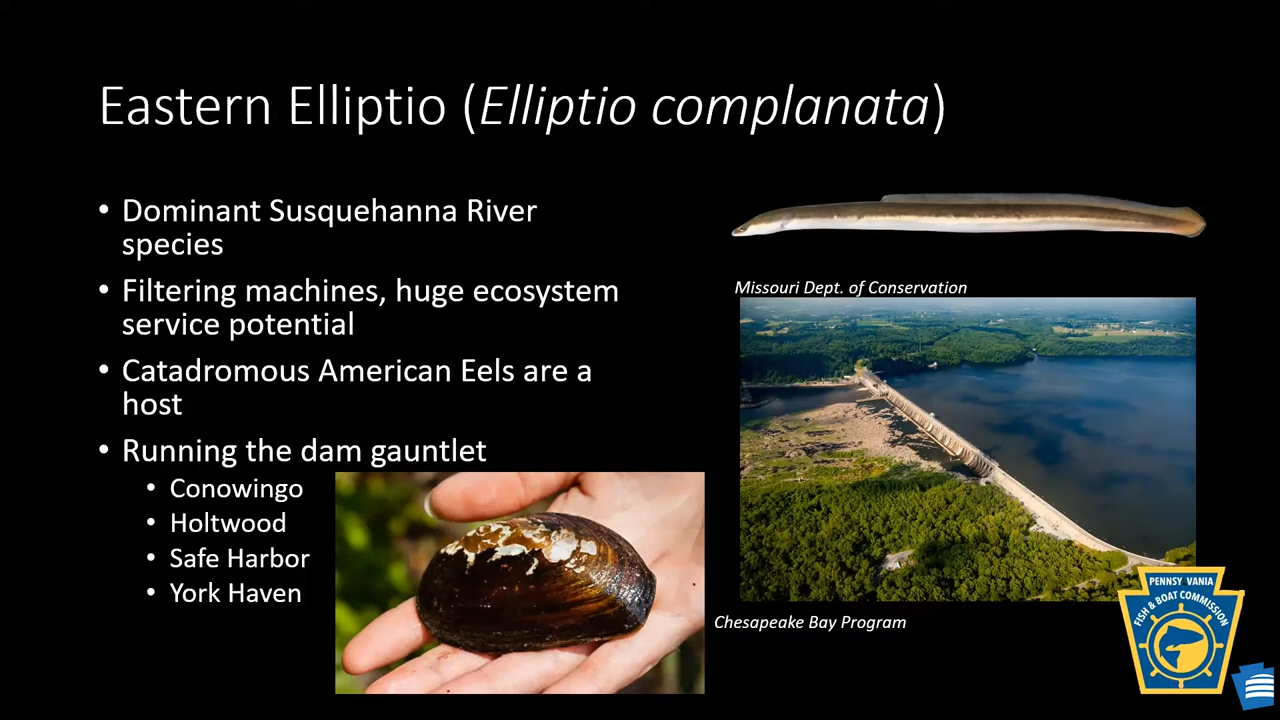 Eastern Elliptio (Elliptio complanata)
• Dominant Susquehanna River
species
• Filtering machines, huge ecosystem
service potential
• Catadromous American Eels are a
host
• Running the dam gauntlet
• Conowingo
• Holtwood
• Safe Harbor
• York Haven
Missouri Dept. of Conservation
Chesapeake Bay Program
PENNSYLVANIA
FISH & BOAT COMMISSION